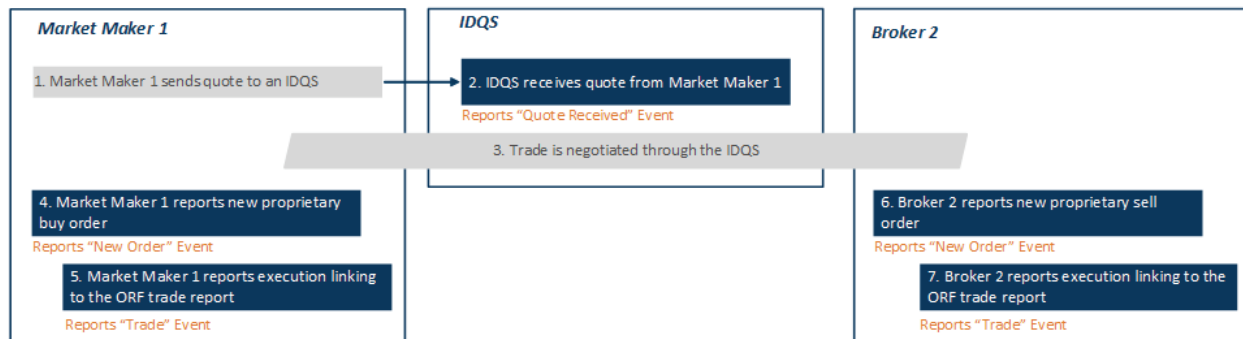 Market Maker 1
IDQS
Broker 2
1. Market Maker 1 sends quote to an IDQS
2. IDQS receives quote from Market Maker 1
Reports “Quote Received” Event
3. Trade is negotiated through the IDQS
4. Market Maker 1 reports new proprietary
buy order
Reports “New Order” Event
5. Market Maker 1 reports execution linking
to the ORF trade report
Reports “Trade” Event
6. Broker 2 reports new proprietary sell
order
Reports “New Order” Event
7. Broker 2 reports execution linking to the
ORF trade report
Reports “Trade” Event